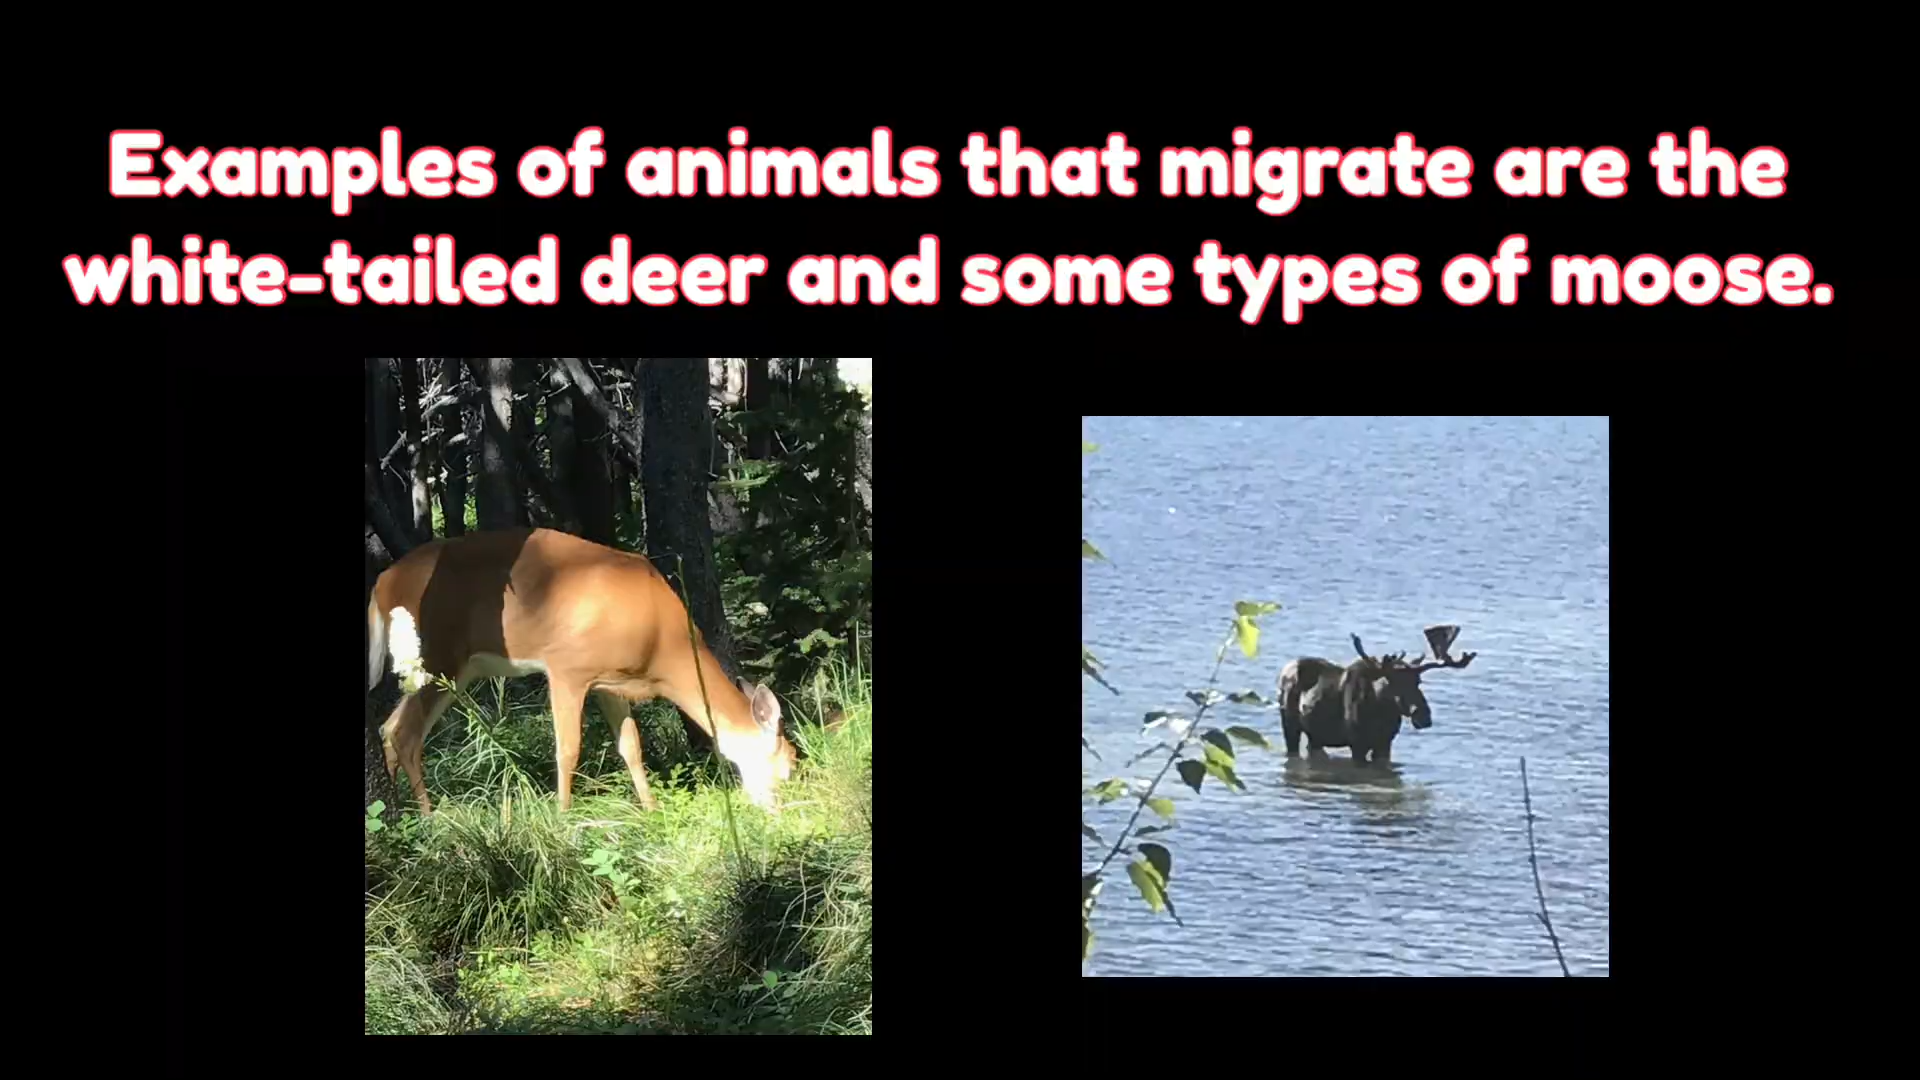 Examples of animals that migrate are the
white-tailed deer and some types of moose.